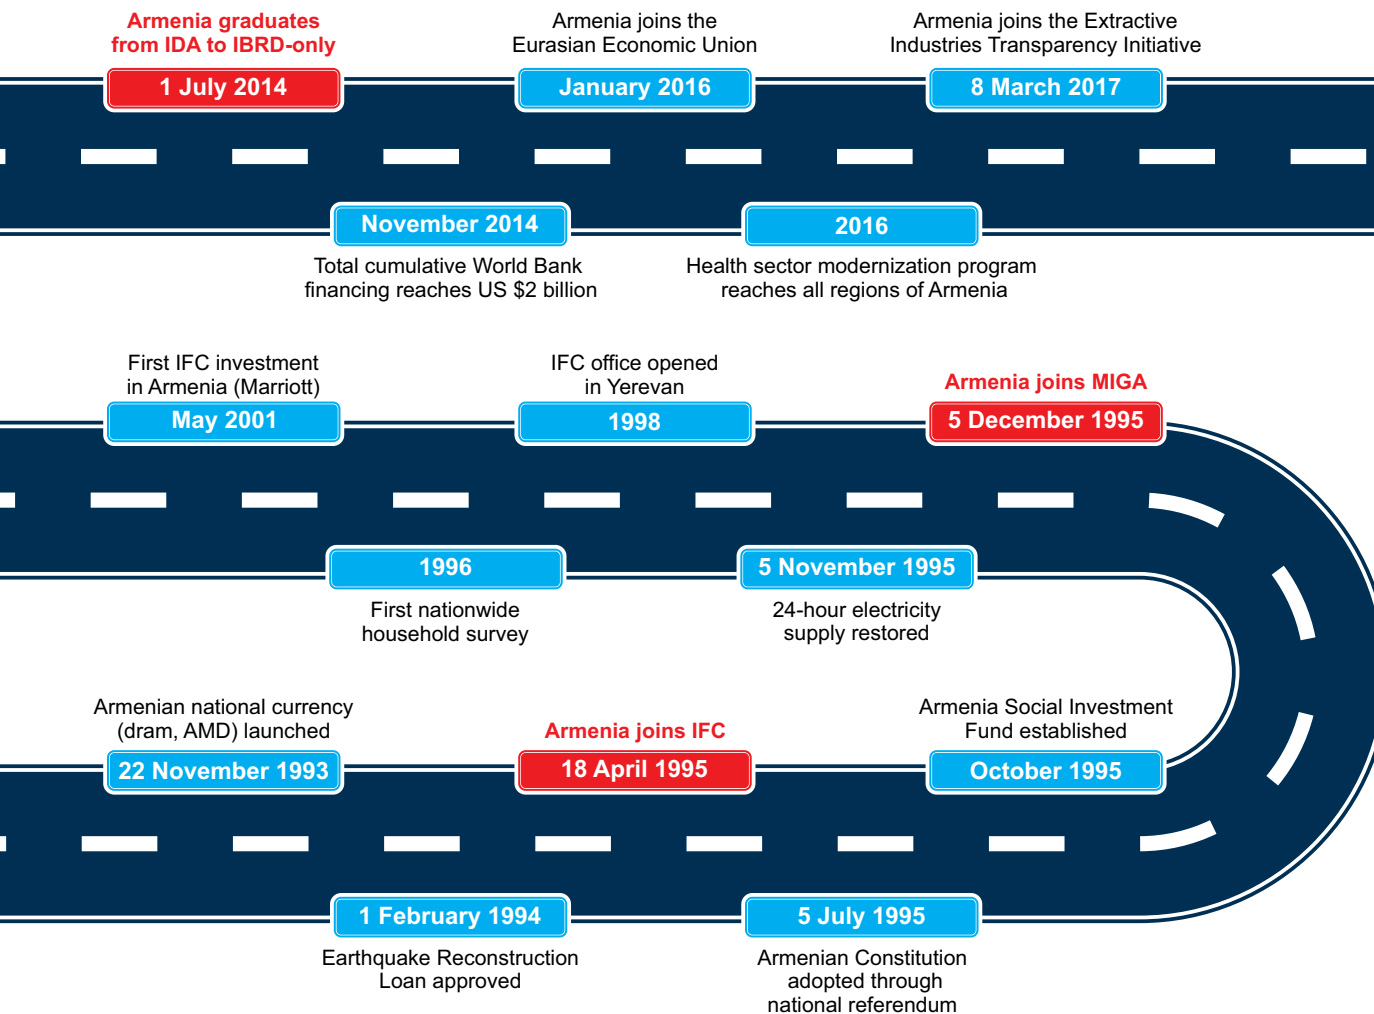 Armenia graduates
from IDA to IBRD-only
1 July 2014
Armenia joins the
Eurasian Economic Union
January 2016
Armenia joins the Extractive
Industries Transparency Initiative
8 March 2017
November 2014
Total cumulative World Bank
financing reaches US $2 billion
2016
Health sector modernization program
reaches all regions of Armenia
First IFC investment
in Armenia (Marriott)
May 2001
IFC office opened
in Yerevan
1998
Armenia joins MIGA
5 December 1995
1996
First nationwide
household survey
5 November 1995
24-hour electricity
supply restored
Armenian national currency
(dram, AMD) launched
22 November 1993
Armenia joins IFC
18 April 1995
Armenia Social Investment
Fund established
October 1995
1 February 1994
Earthquake Reconstruction
Loan approved
5 July 1995
Armenian Constitution
adopted through
national referendum